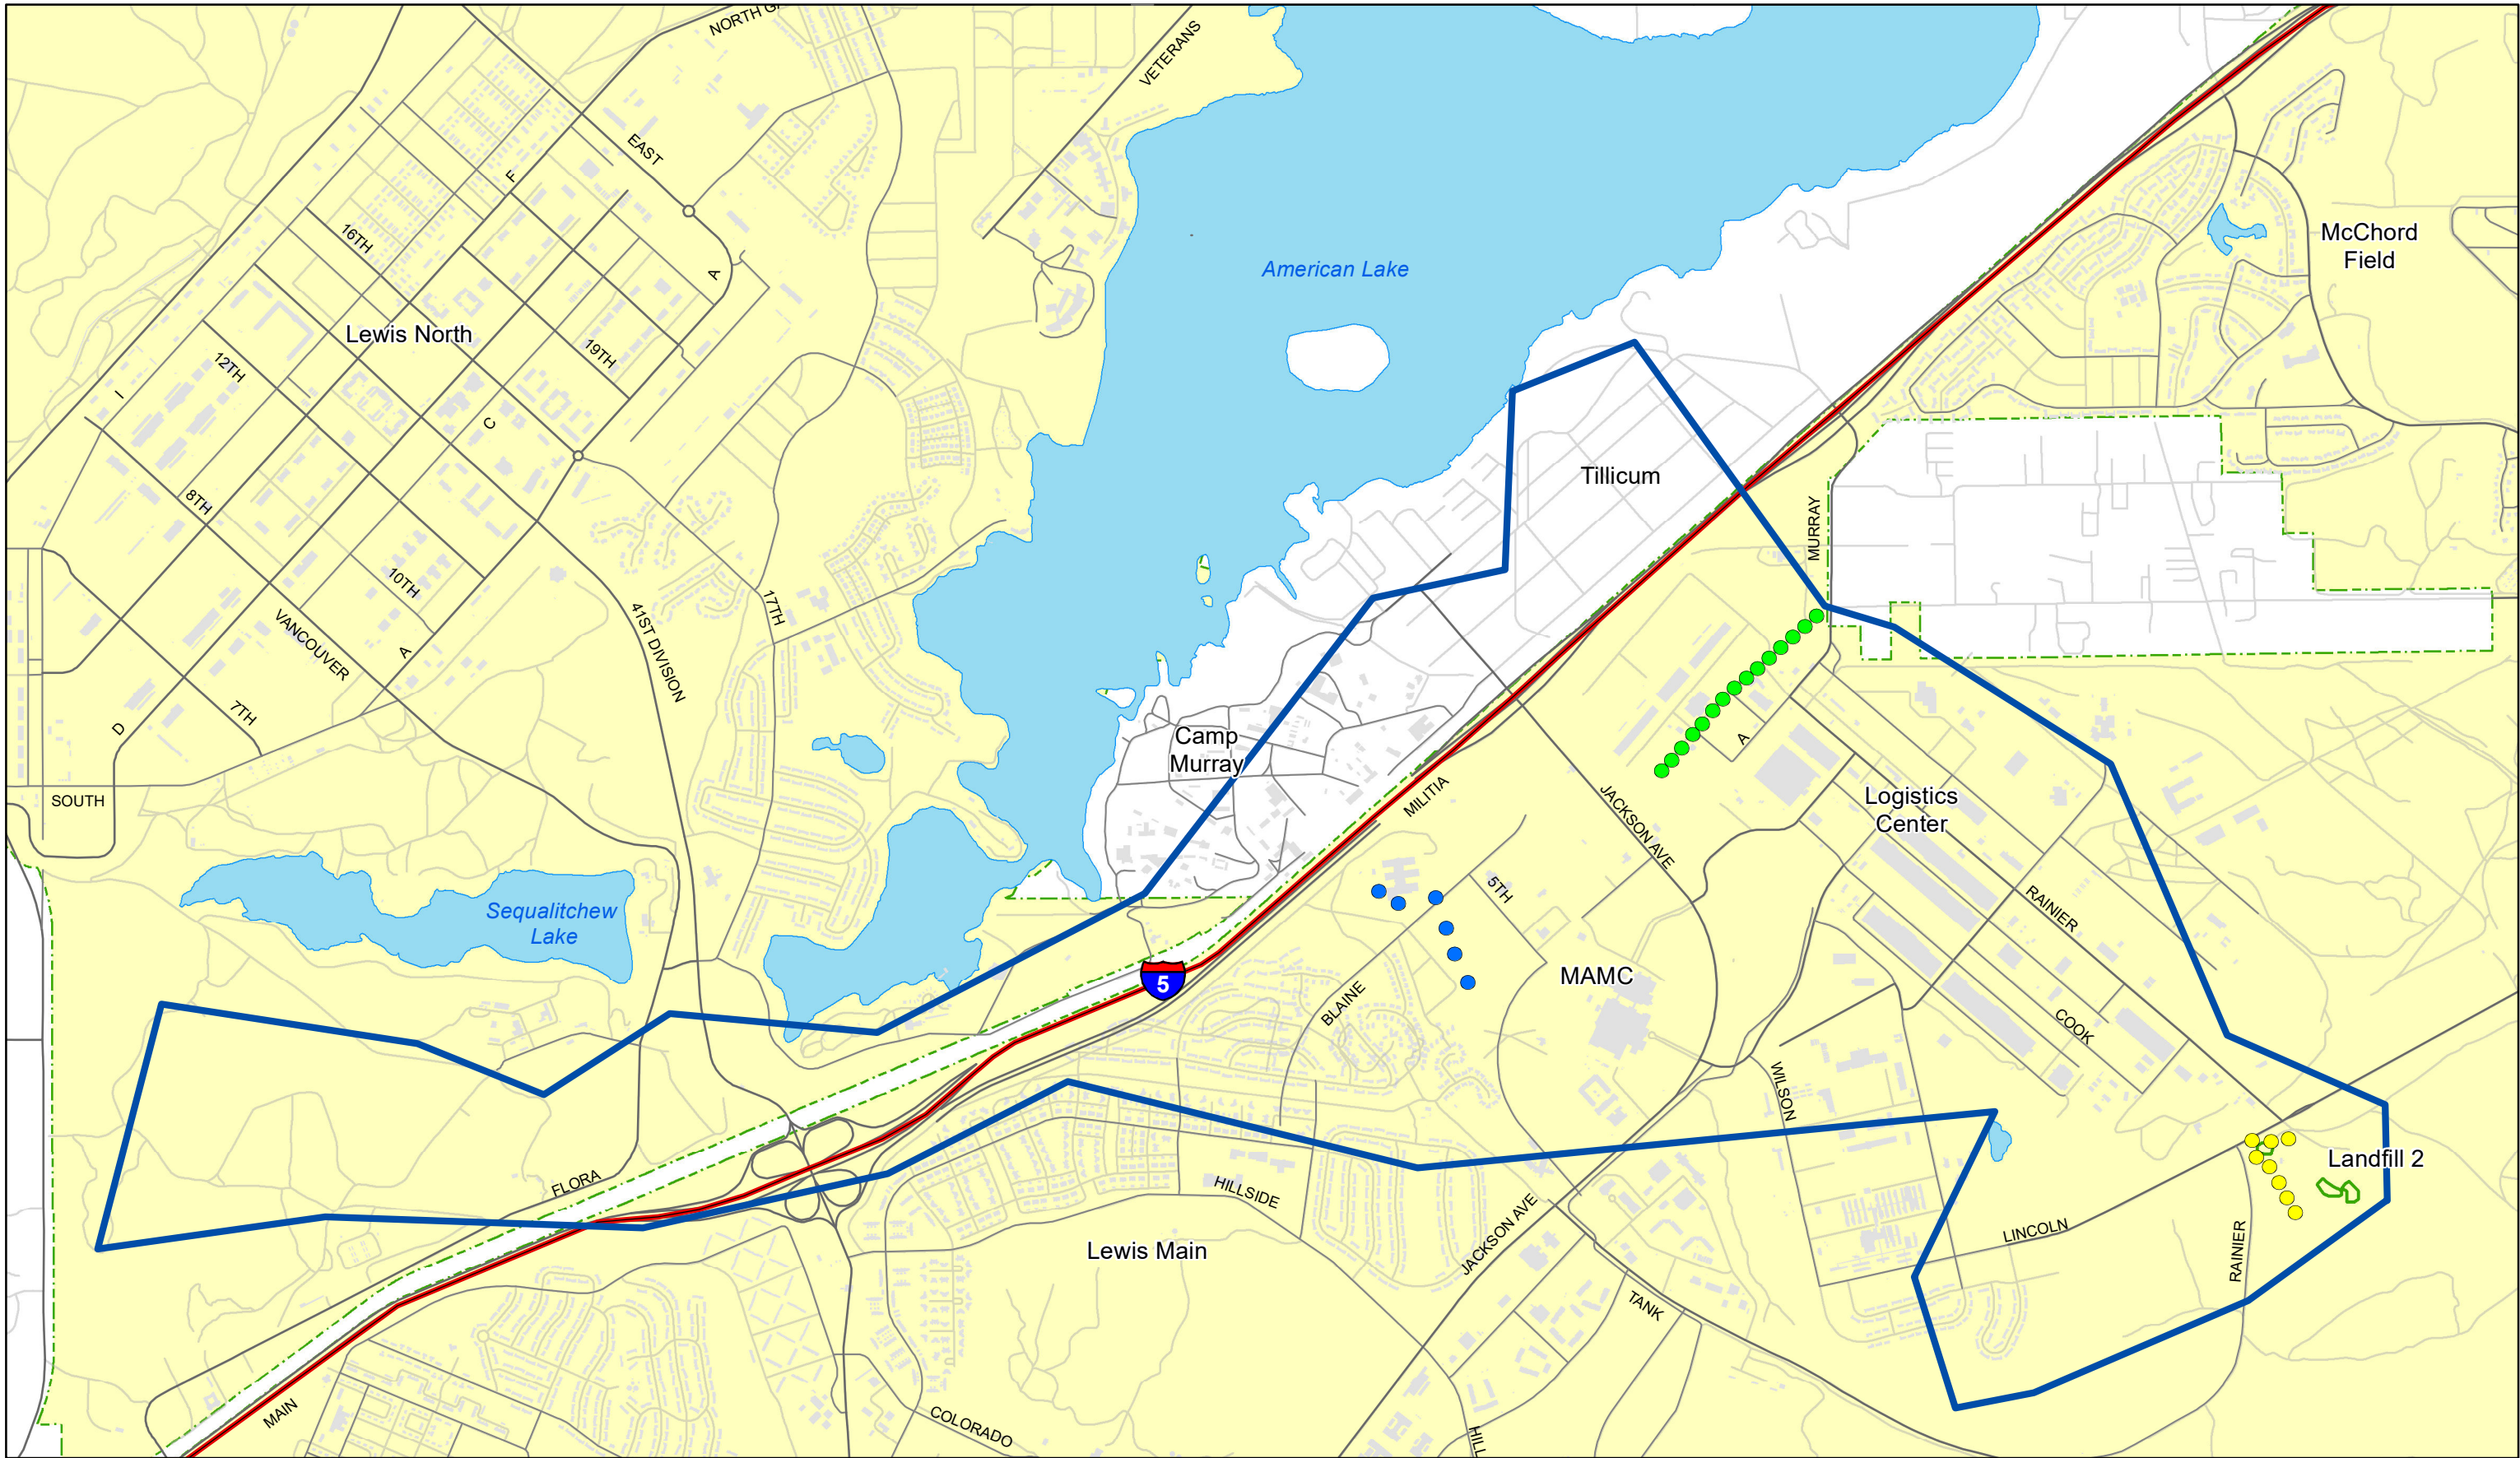 NORTH GA
VETERANS
EAST
F
16TH
A
McChord
Field
American Lake
Lewis North
19TH
12TH
I
C
Tillicum
8TH
MURRAY
10TH
17TH
41ST DIVISION
VANCOUVER
A
7TH
D
Camp
Murray
A
SOUTH
MILITIA
JACKSON AVE
Logistics
Center
5TH
RAINIER
Sequalitchew
Lake
5
MAMC
BLAINE
COOK
WILSON
FLORA
HILLSIDE
Landfill 2
JACKSON AVE
LINCOLN
RAINIER
Lewis Main
TANK
MAIN
COLORADO
HILL